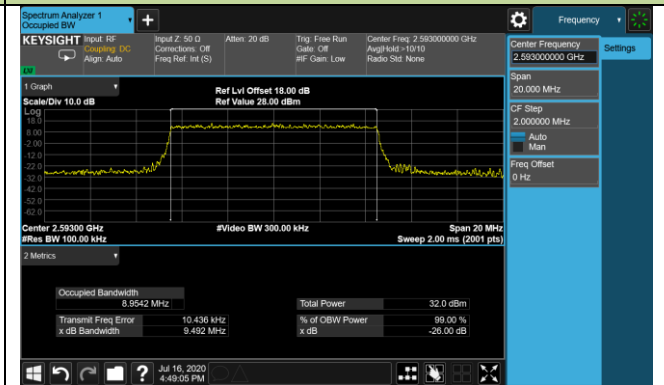 Spectrum Analyzer 1
Occupied BW
+
Frequency
KEYSIGHT
Input: RF
Coupling: DC
Align: Auto
Input Z: 50 Ω
Corrections: Off
Freq Ref: Int (S)
Atten: 20 dB
Trig: Free Run
Gate: Off
#IF Gain: Low
Center Freq: 2.593000000 GHz
Avg|Hold:>10/10
Radio Std: None
Center Frequency
2.593000000 GHz
Settings
Span
20.000 MHz
CF Step
2.000000 MHz
Auto
Man
Freq Offset
0 Hz
1 Graph
Scale/Div 10.0 dB
Ref Lvl Offset 18.00 dB
Ref Value 28.00 dBm
Log
18.0
8.00
-2.00
-12.0
-22.0
-32.0
-42.0
-52.0
-62.0
Center 2.59300 GHz
#Video BW 300.00 kHz
Span 20 MHz
#Res BW 100.00 kHz
Sweep 2.00 ms (2001 pts)
2 Metrics
Occupied Bandwidth
8.9542 MHz
Total Power
32.0 dBm
Transmit Freq Error
10.436 kHz
% of OBW Power
99.00 %
x dB Bandwidth
9.492 MHz
x dB
-26.00 dB
?
Jul 16, 2020
4:49:05 PM